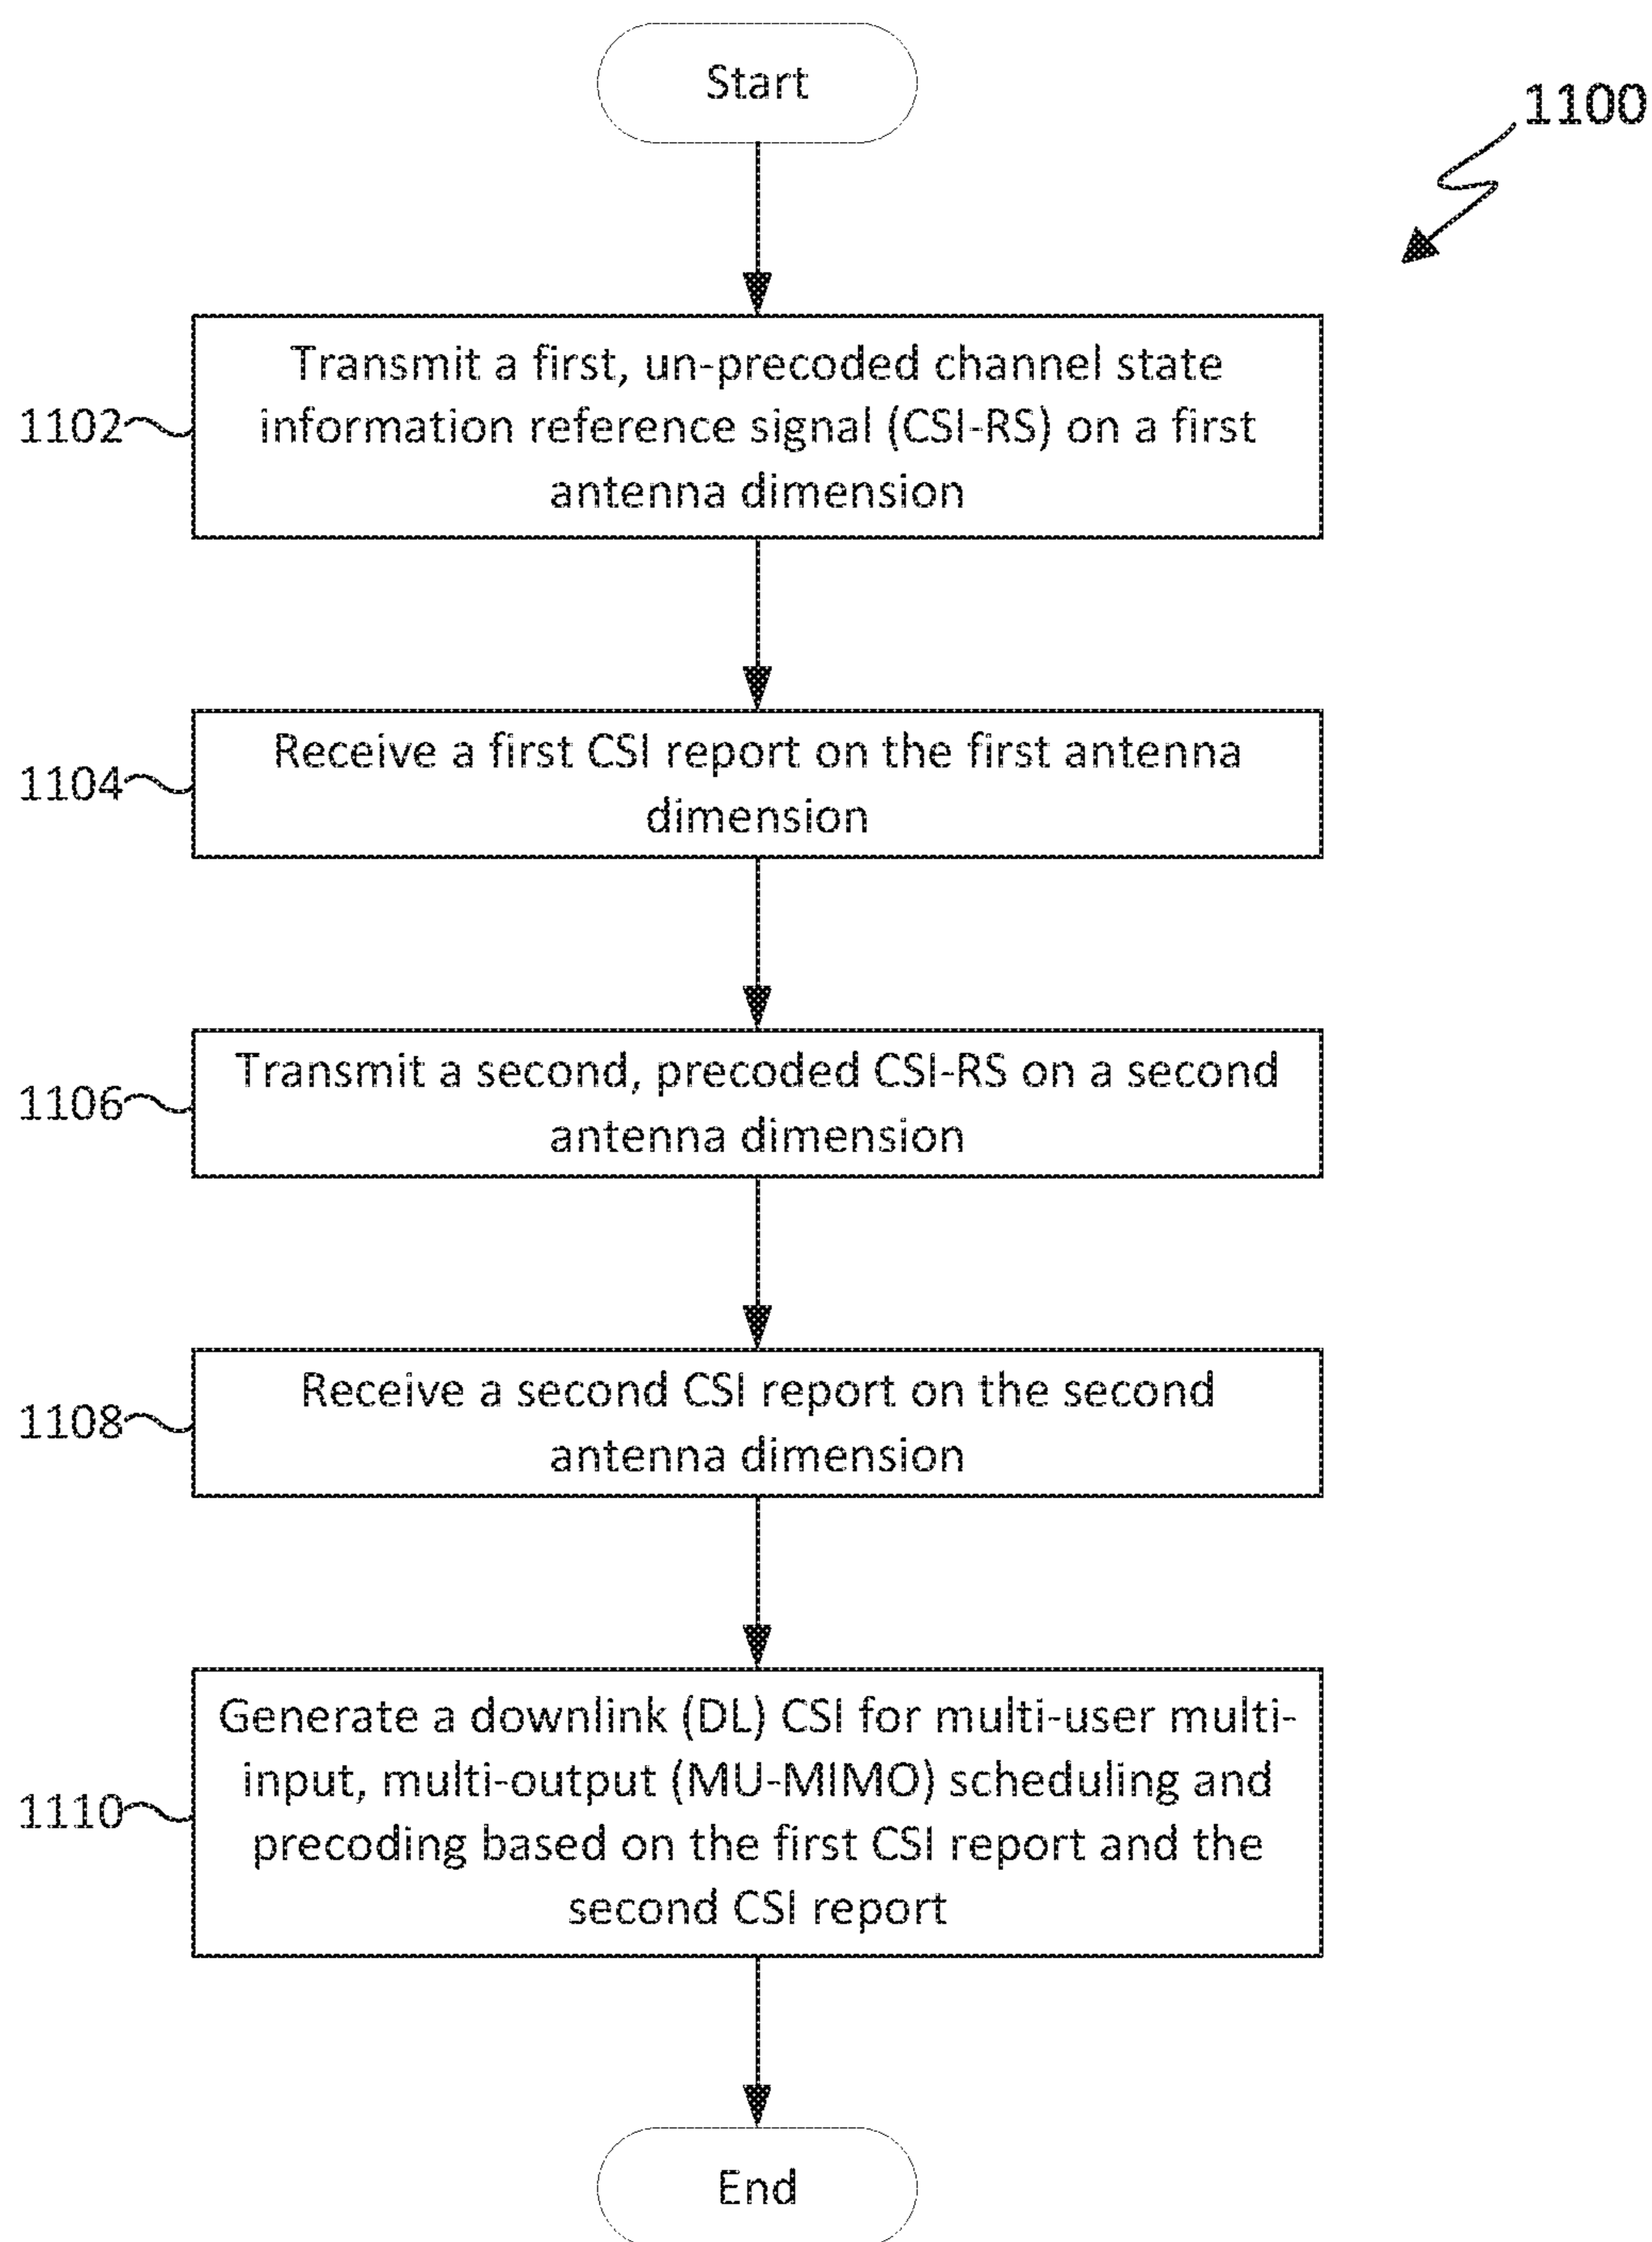 Start
1100
Transmit a first, un-precoded channel state
information reference signal (CSI-RS) on a first
antenna dimension
1102
Receive a first CSI report on the first antenna
dimension
1104
Transmit a second, precoded CSI-RS on a second
antenna dimension
1106
Receive a second CSI report on the second
antenna dimension
1108
Generate a downlink (DL) CSI for multi-user multi-
input, multi-output (MU-MIMO) scheduling and
precoding based on the first CSI report and the
second CSI report
1110
End